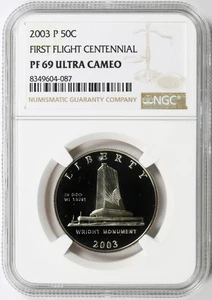 2003 P 50C
FIRST FLIGHT CENTENNIAL
PF 69 ULTRA CAMEO
8349604-087
NUMISMATIC GUARANTY COMPANY
NGC
LIBERTY
IN GOD
WE TRUST
WRIGHT MONUMENT
2003